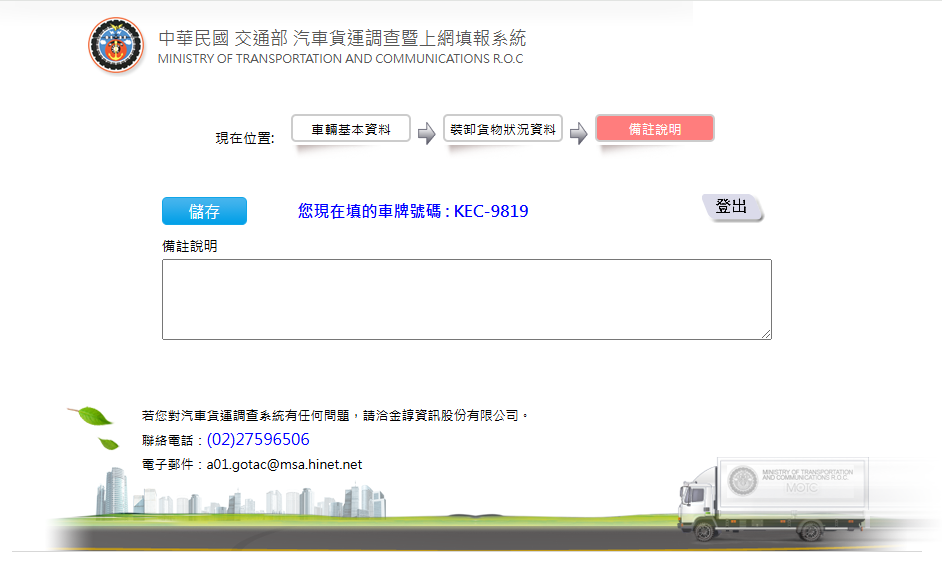 中華民國 交通部 汽車貨運調查暨上網填報系統
MINISTRY OF TRANSPORTATION AND COMMUNICATIONS R.O.C
現在位置:
車輛基本資料
裝卸貨物狀況資料
備註說明
儲存
您現在填的車牌號碼 : KEC-9819
登出
備註說明
若您對汽車貨運調查系統有任何問題，請洽金諄資訊股份有限公司。
聯絡電話：(02)27596506
電子郵件：a01.gotac@msa.hinet.net
MINISTRY OF TRANSPORTATION
AND COMMUNICATIONS R.O.C.
MOTC